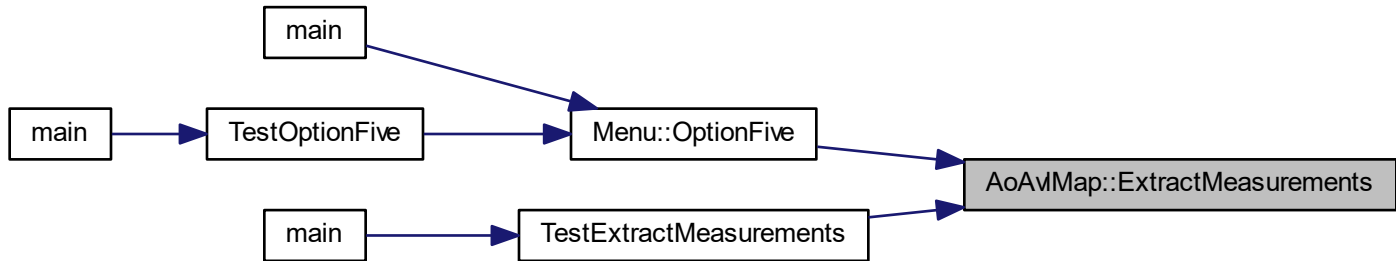 main
main
TestOptionFive
Menu::OptionFive
AoAvlMap::ExtractMeasurements
main
TestExtractMeasurements